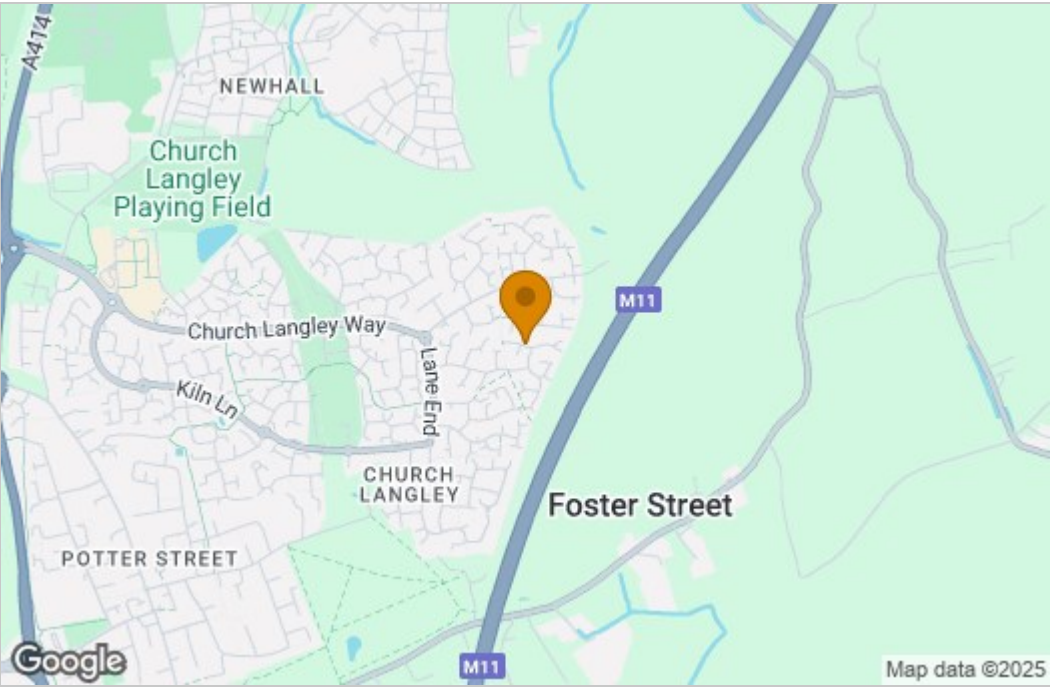 A414
NEWHALL
Church
Langley
Playing Field
M11
Church Langley Way
Lane End
Kiln Ln
CHURCH
LANGLEY
Foster Street
POTTER STREET
Google
M11
Map data ©2025